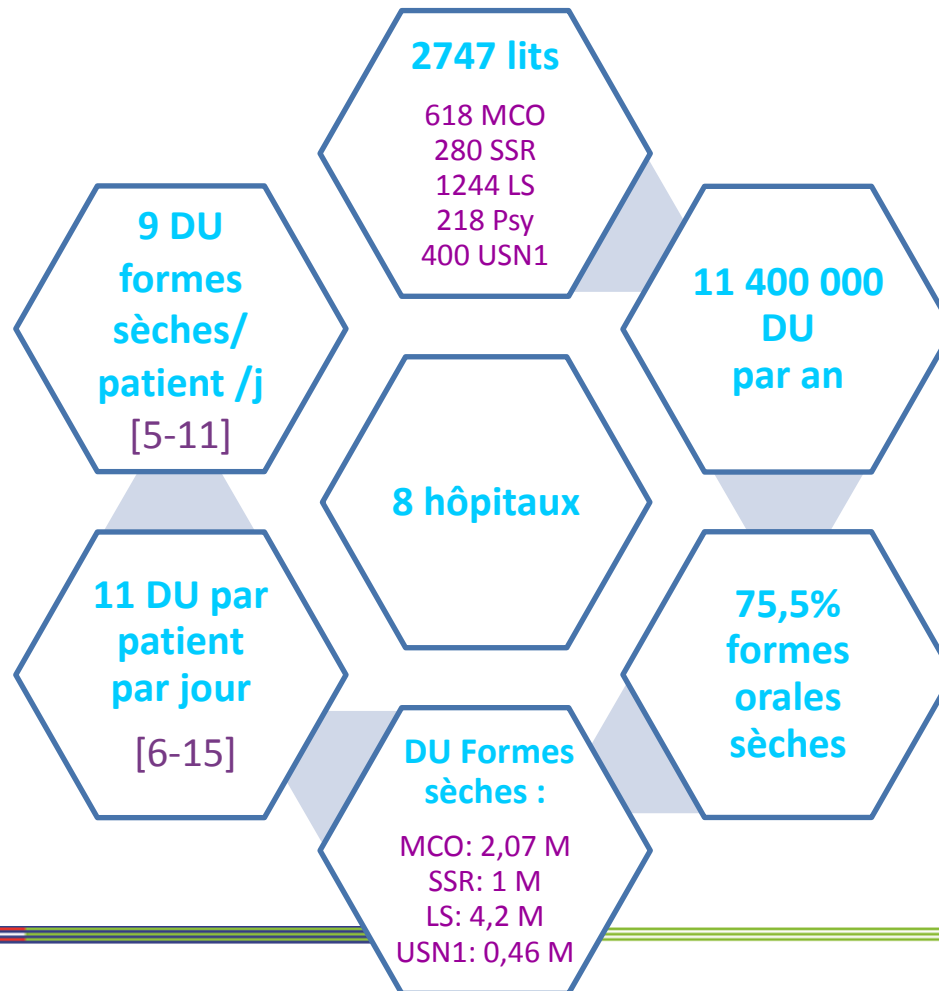 2747 lits
618 MCO
280 SSR
1244 LS
218 Psy
400 USN1
11 400 000
DU
par an
75,5%
formes
orales
sèches
DU Formes
sèches :
MCO: 2,07 M
SSR: 1 M
LS: 4,2 M
USN1: 0,46 M
11 DU par
patient
par jour
[6-15]
9 DU
formes
sèches/
patient /j
[5-11]
8 hôpitaux